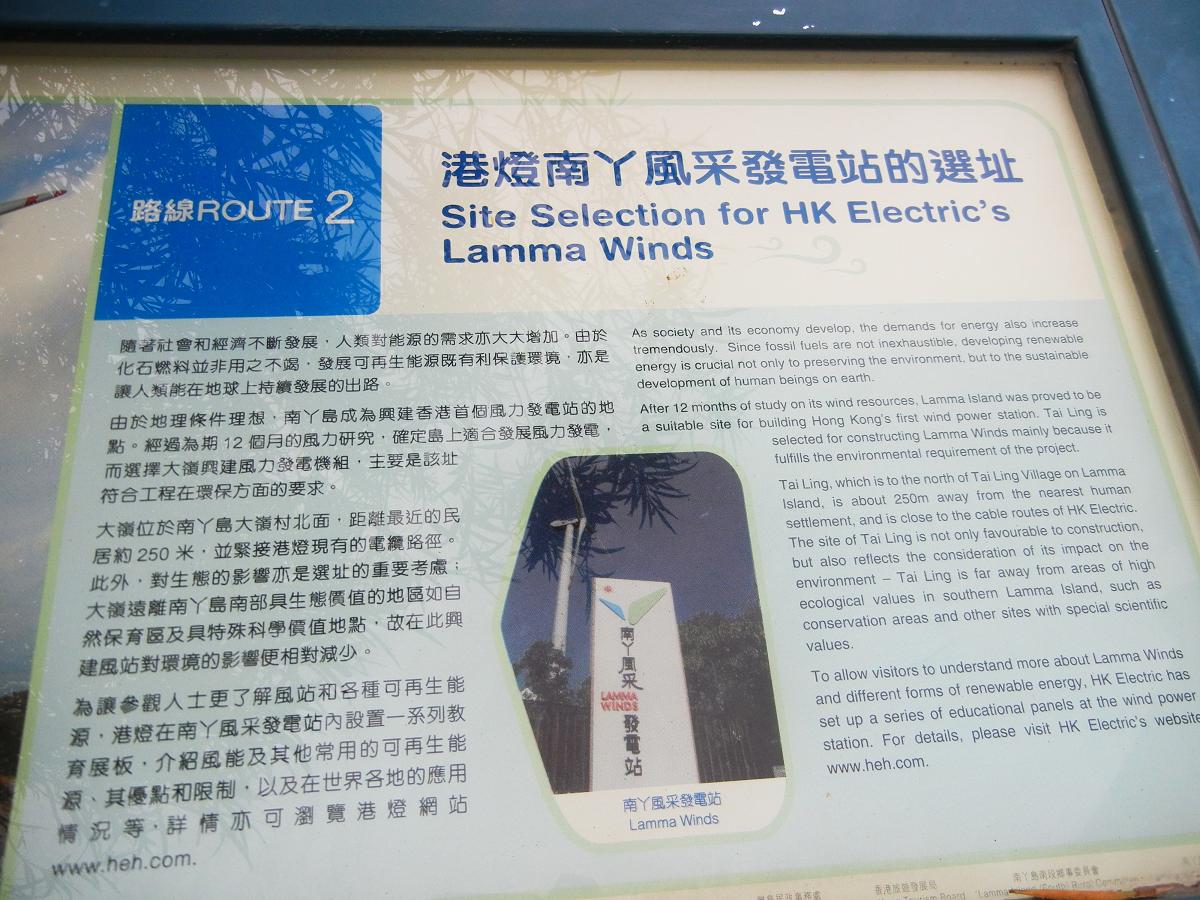 路線ROUTE 2
港燈南丫風采發電站的選址
Site Selection for HK Electric's
Lamma Winds
隨著社會和經濟不斷發展，人類對能源的需求亦大大增加。由於
化石燃料並非用之不竭，發展可再生能源既有利保護環境，亦是
讓人類能在地球上持續發展的出路。
由於地理條件理想，南丫島成為興建香港首個風力發電站的地
點。經過為期 12 個月的風力研究，確定島上適合發展風力發電，
而選擇大嶺興建風力發電機組，主要是該址
符合工程在環保方面的要求。
大嶺位於南丫島大嶺村北面，距離最近的民
居約 250 米，並緊接港燈現有的電纜路徑。
此外，對生態的影響亦是選址的重要考慮；
大嶺遠離南丫島南部具生態價值的地區如自
然保育區及具特殊科學價值地點，故在此興
建風站對環境的影響便相對減少。
為讓參觀人士更了解風站和各種可再生能
源，港燈在南丫風采發電站內設置一系列教
育展板，介紹風能及其他常用的可再生能
源、其優點和限制，以及在世界各地的應用
情況等，詳情亦可瀏覽港燈網站
www.heh.com.
As society and its economy develop, the demands for energy also increase
tremendously. Since fossil fuels are not inexhaustible, developing renewable
energy is crucial not only to preserving the environment, but to the sustainable
development of human beings on earth.
After 12 months of study on its wind resources, Lamma Island was proved to be
a suitable site for building Hong Kong's first wind power station. Tai Ling is
selected for constructing Lamma Winds mainly because it
fulfills the environmental requirement of the project.
Tai Ling, which is to the north of Tai Ling Village on Lamma
Island, is about 250m away from the nearest human
settlement, and is close to the cable routes of HK Electric.
The site of Tai Ling is not only favourable to construction,
but also reflects the consideration of its impact on the
environment – Tai Ling is far away from areas of high
ecological values in southern Lamma Island, such as
conservation areas and other sites with special scientific
values.
To allow visitors to understand more about Lamma Winds
and different forms of renewable energy, HK Electric has
set up a series of educational panels at the wind power
station. For details, please visit HK Electric's website
www.heh.com.
南丫風采
LAMMA
WINDS
發電站
南丫風采發電站
Lamma Winds
香港旅遊發展局
Tourism Board
南丫島南段鄉事委員會
Lamma Island (South) Rural Committee